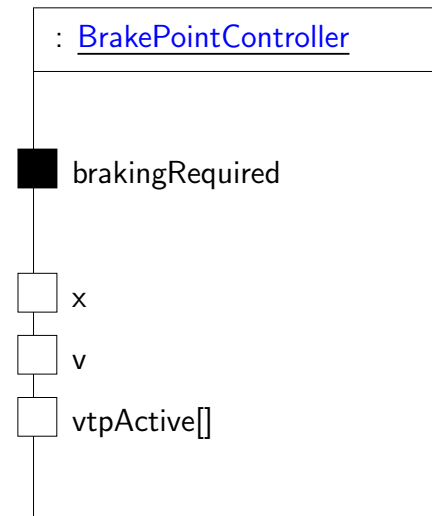 : BrakePointController
brakingRequired
x
v
vtpActive[]